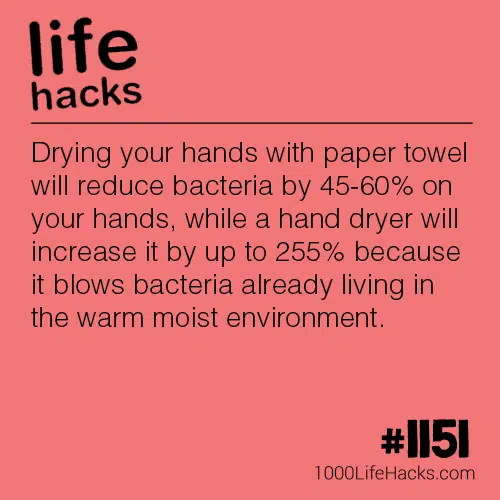 life
hacks
Drying your hands with paper towel
will reduce bacteria by 45-60% on
your hands, while a hand dryer will
increase it by up to 255% because
it blows bacteria already living in
the warm moist environment.
#1151
1000LifeHacks.com